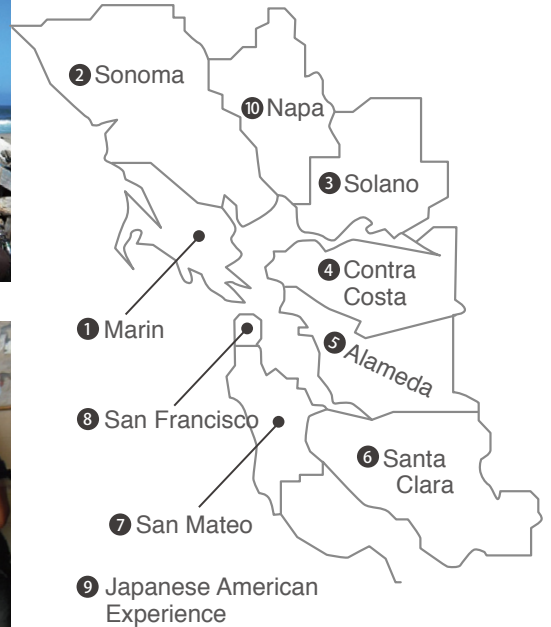 2 Sonoma
10 Napa
3 Solano
4 Contra
Costa
1 Marin
5 Alameda
8 San Francisco
6 Santa
Clara
7 San Mateo
9 Japanese American
Experience